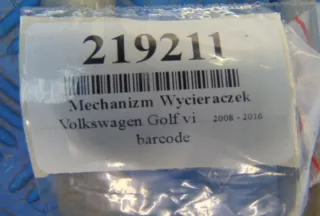 219211
Mechanizm Wycieraczek
Volkswagen Golf vi 2008 - 2016
barcode